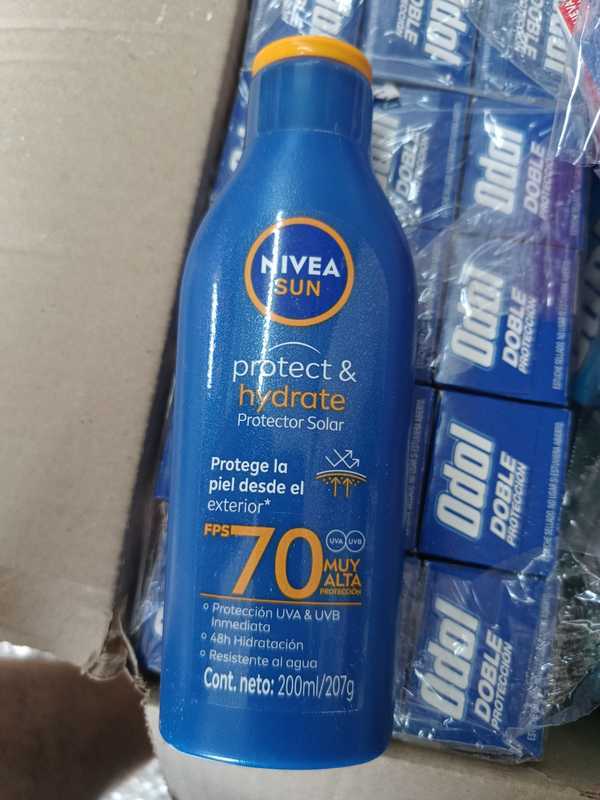 NIVEA
SUN
protect &
hydrate
Protector Solar
Protege la
piel desde el
exterior*
FPS 70
UVA UVB
MUY
ALTA
PROTECCIÓN
Protección UVA & UVB
Inmediata
48h Hidratación
Resistente al agua
Cont. neto: 200ml/207g
DOBLE
Odol
DOBLE
PROTECCIÓN
Odol
DOBLE
PROTECCIÓN
Odol
DOBLE
PROTECCIÓN
Odol
DOBLE
PROTECCIÓN